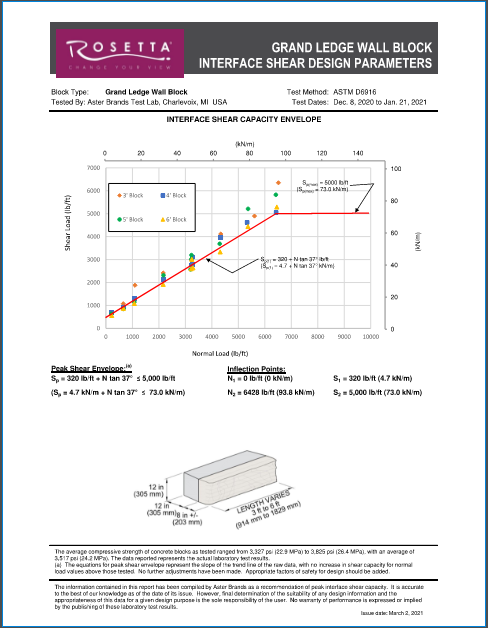 ROSETTA®
CHANGE YOUR VIEW
GRAND LEDGE WALL BLOCK
INTERFACE SHEAR DESIGN PARAMETERS
Block Type: Grand Ledge Wall Block Test Method: ASTM D6916
Tested By: Aster Brands Test Lab, Charlevoix, MI USA Test Dates: Dec. 8, 2020 to Jan. 21, 2021
INTERFACE SHEAR CAPACITY ENVELOPE
(kN/m)
0 20 40 60 80 100 120 140
7000
6000
5000
4000
3000
2000
1000
0
Shear Load (lb/ft)
3' Block 4' Block
5' Block 6' Block
Sp(max) = 5000 lb/ft
(Sp(max) = 73.0 kN/m)
Sp(1) = 320 + N tan 37° lb/ft
(Sp(1) = 4.7 + N tan 37° kN/m)
100
80
60
40
20
0
(kN/m)
0 1000 2000 3000 4000 5000 6000 7000 8000 9000 10000
Normal Load (lb/ft)
Peak Shear Envelope:(a) Inflection Points:
Sp = 320 lb/ft + N tan 37° ≤ 5,000 lb/ft N1 = 0 lb/ft (0 kN/m) S1 = 320 lb/ft (4.7 kN/m)
(Sp = 4.7 kN/m + N tan 37° ≤ 73.0 kN/m) N2 = 6428 lb/ft (93.8 kN/m) S2 = 5,000 lb/ft (73.0 kN/m)
12 in
(305 mm)
12 in
(305 mm)
8 in +/-
(203 mm)
LENGTH VARIES
3 ft to 6 ft
(914 mm to 1829 mm)
The average compressive strength of concrete blocks as tested ranged from 3,327 psi (22.9 MPa) to 3,825 psi (26.4 MPa), with an average of
3,517 psi (24.2 MPa). The data reported represents the actual laboratory test results.
(a) The equations for peak shear envelope represent the slope of the trend line of the raw data, with no increase in shear capacity for normal
load values above those tested. No further adjustments have been made. Appropriate factors of safety for design should be added.
The information contained in this report has been compiled by Aster Brands as a recommendation of peak interface shear capacity. It is accurate
to the best of our knowledge as of the date of its issue. However, final determination of the suitability of any design information and the
appropriateness of this data for a given design purpose is the sole responsibility of the user. No warranty of performance is expressed or implied
by the publishing of these laboratory test results.
Issue date: March 2, 2021